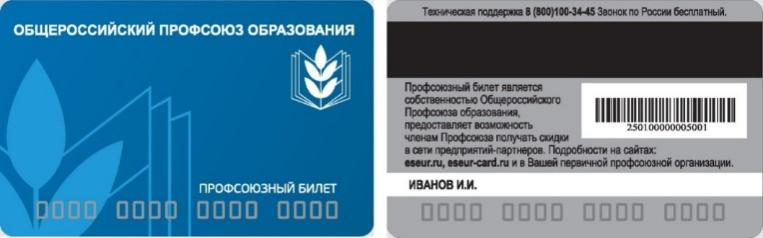 ОБЩЕРОССИЙСКИЙ ПРОФСОЮЗ ОБРАЗОВАНИЯ
ПРОФСОЮЗНЫЙ БИЛЕТ
0000 0000 0000 0000
Техническая поддержка 8 (800)100-34-45 Звонок по России бесплатный.
Профсоюзный билет является
собственностью Общероссийского
Профсоюза образования,
предоставляет возможность
членам Профсоюза получать скидки
в сети предприятий-партнеров. Подробности на сайтах:
eseur.ru, eseur-card.ru и в Вашей первичной профсоюзной организации.
250100000005001
ИВАНОВ И.И.
0000 0000 0000 0000